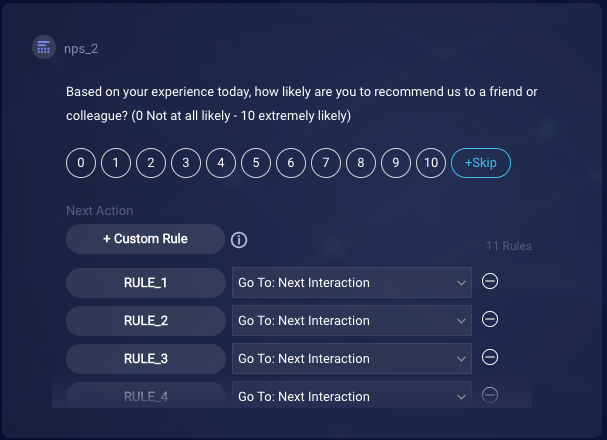 nps_2
Based on your experience today, how likely are you to recommend us to a friend or
colleague? (0 Not at all likely - 10 extremely likely)
0 1 2 3 4 5 6 7 8 9 10 +Skip
Next Action
+ Custom Rule
11 Rules
RULE_1 Go To: Next Interaction
RULE_2 Go To: Next Interaction
RULE_3 Go To: Next Interaction
RULE_4 Go To: Next Interaction